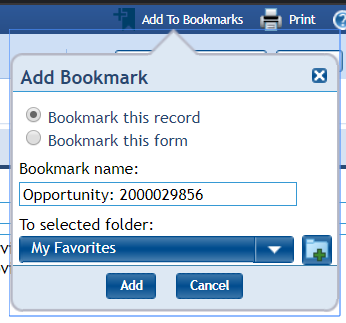 Add To Bookmarks Print
Add Bookmark
Bookmark this record
Bookmark this form
Bookmark name:
Opportunity: 2000029856
To selected folder:
My Favorites
Add Cancel